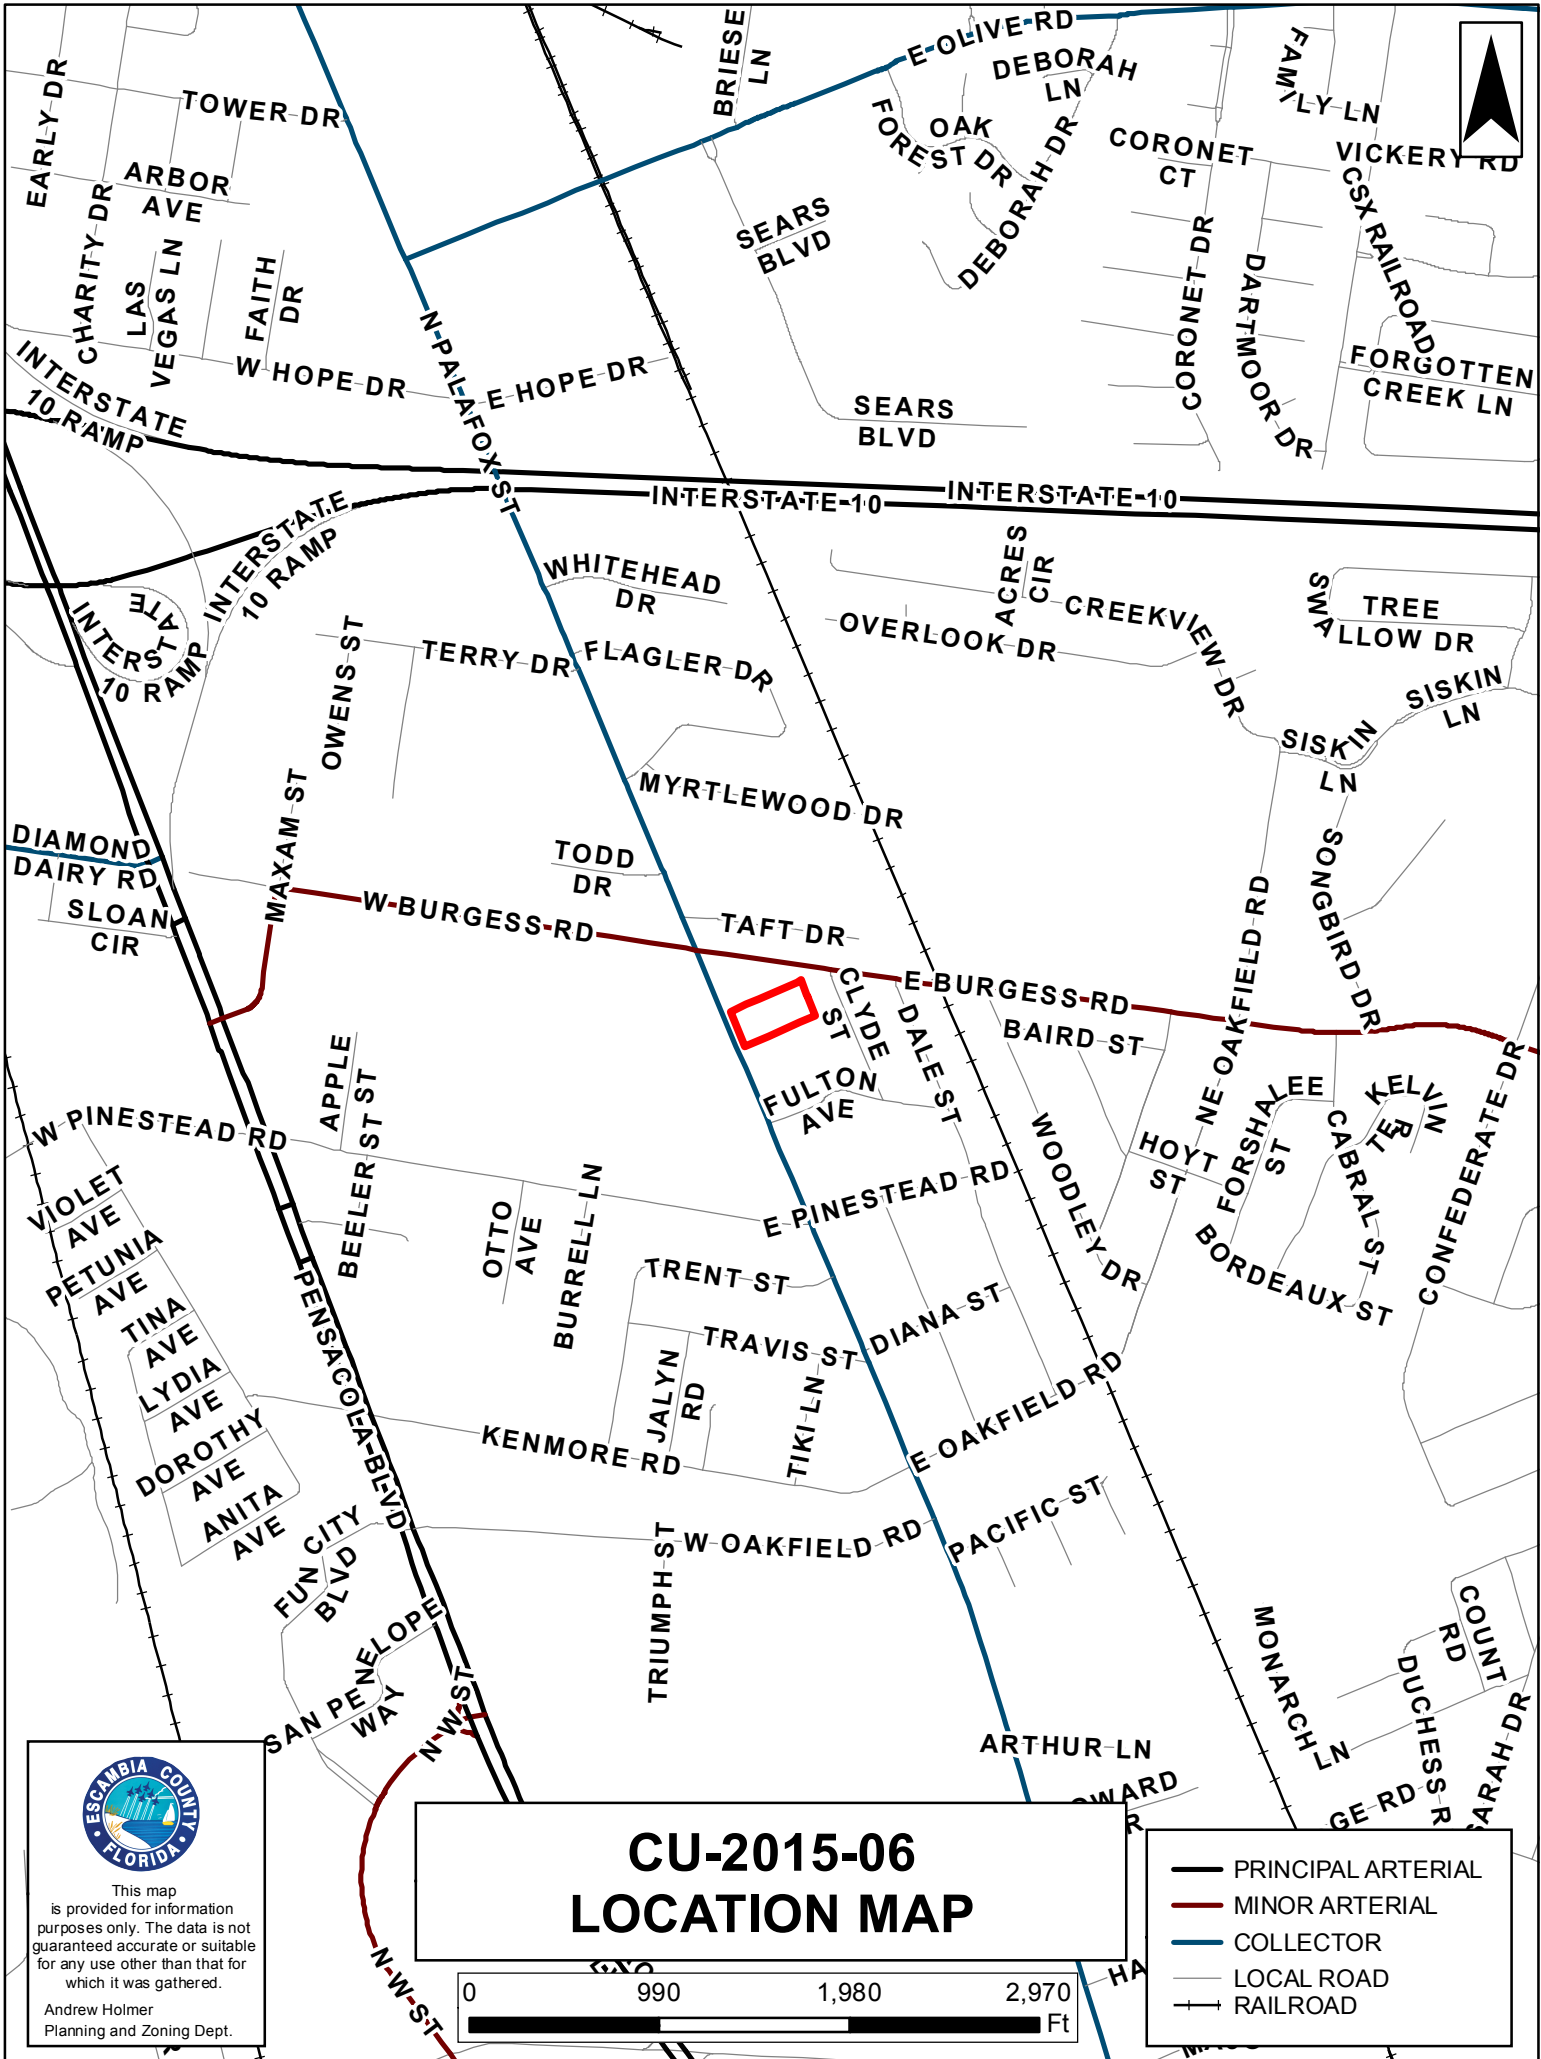 E OLIVE RD
BRIESE
LN
DEBORAH
LN
FAMILY LN
EARLY DR
TOWER DR
FOREST DR
OAK
DEBORAH DR
CORONET
CT
VICKERY RD
ARBOR
AVE
CHARITY DR
CSX RAILROAD
SEARS
BLVD
LAS
VEGAS LN
FAITH
DR
CORONET DR
DARTMOOR DR
N PALAFOX ST
INTERSTATE
10 RAMP
W HOPE DR
E HOPE DR
FORGOTTEN
CREEK LN
SEARS
BLVD
INTERSTATE 10
INTERSTATE 10
INTERSTATE
10 RAMP
WHITEHEAD
DR
ACRES
CIR
CREEKVIEW DR
SWALLOW DR
TREE
INTERSTATE
10 RAMP
OWENS ST
TERRY DR
FLAGLER DR
OVERLOOK DR
SISKIN
LN
SISKIN
LN
MYRTLEWOOD DR
MAXAM ST
DIAMOND
DAIRY RD
TODD
DR
SONGBIRD DR
SLOAN
CIR
W BURGESS RD
TAFT DR
E BURGESS RD
NE OAKFIELD RD
CLYDE
ST
DALE ST
BAIRD ST
APPLE
BEELER ST
ST
FULTON
AVE
FORSHALEE
ST
KELVIN
TER
CONFEDERATE DR
W PINESTEAD RD
WOODLEY DR
HOYT
ST
CABRAL ST
VIOLET
AVE
E PINESTEAD RD
OTTO
AVE
BURRELL LN
PETUNIA
AVE
BORDEAUX ST
TRENT ST
PENSACOLA BLVD
DIANA ST
TINA
AVE
TRAVIS ST
JALYN
RD
TIKI LN
LYDIA
AVE
E OAKFIELD RD
DOROTHY
AVE
KENMORE RD
ANITA
AVE
PACIFIC ST
FUN CITY
BLVD
W OAKFIELD RD
TRIUMPH ST
SAN PENELOPE
WAY
N W ST
MONARCH LN
COUNT
RD
DUCHESS R
SARAH DR
ARTHUR LN
OWARD
R
GE RD
ESCAMBIA COUNTY
FLORIDA
This map
is provided for information
purposes only. The data is not
guaranteed accurate or suitable
for any use other than that for
which it was gathered.
Andrew Holmer
Planning and Zoning Dept.
N W ST
CU-2015-06
LOCATION MAP
0 990 1,980 2,970
Ft
HA
PRINCIPAL ARTERIAL
MINOR ARTERIAL
COLLECTOR
LOCAL ROAD
RAILROAD